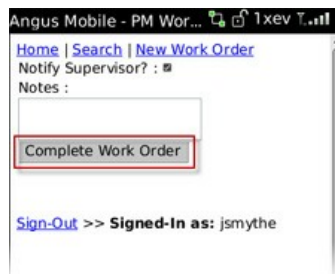 Angus Mobile - PM Wor... 1xev
Home | Search | New Work Order
Notify Supervisor? :
Notes :
Complete Work Order
Sign-Out >> Signed-In as: jsmythe